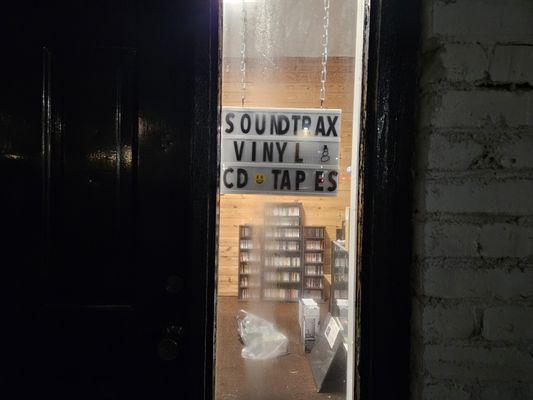 SOUNDTRAX
VINYL &
CD 😀 TAPES